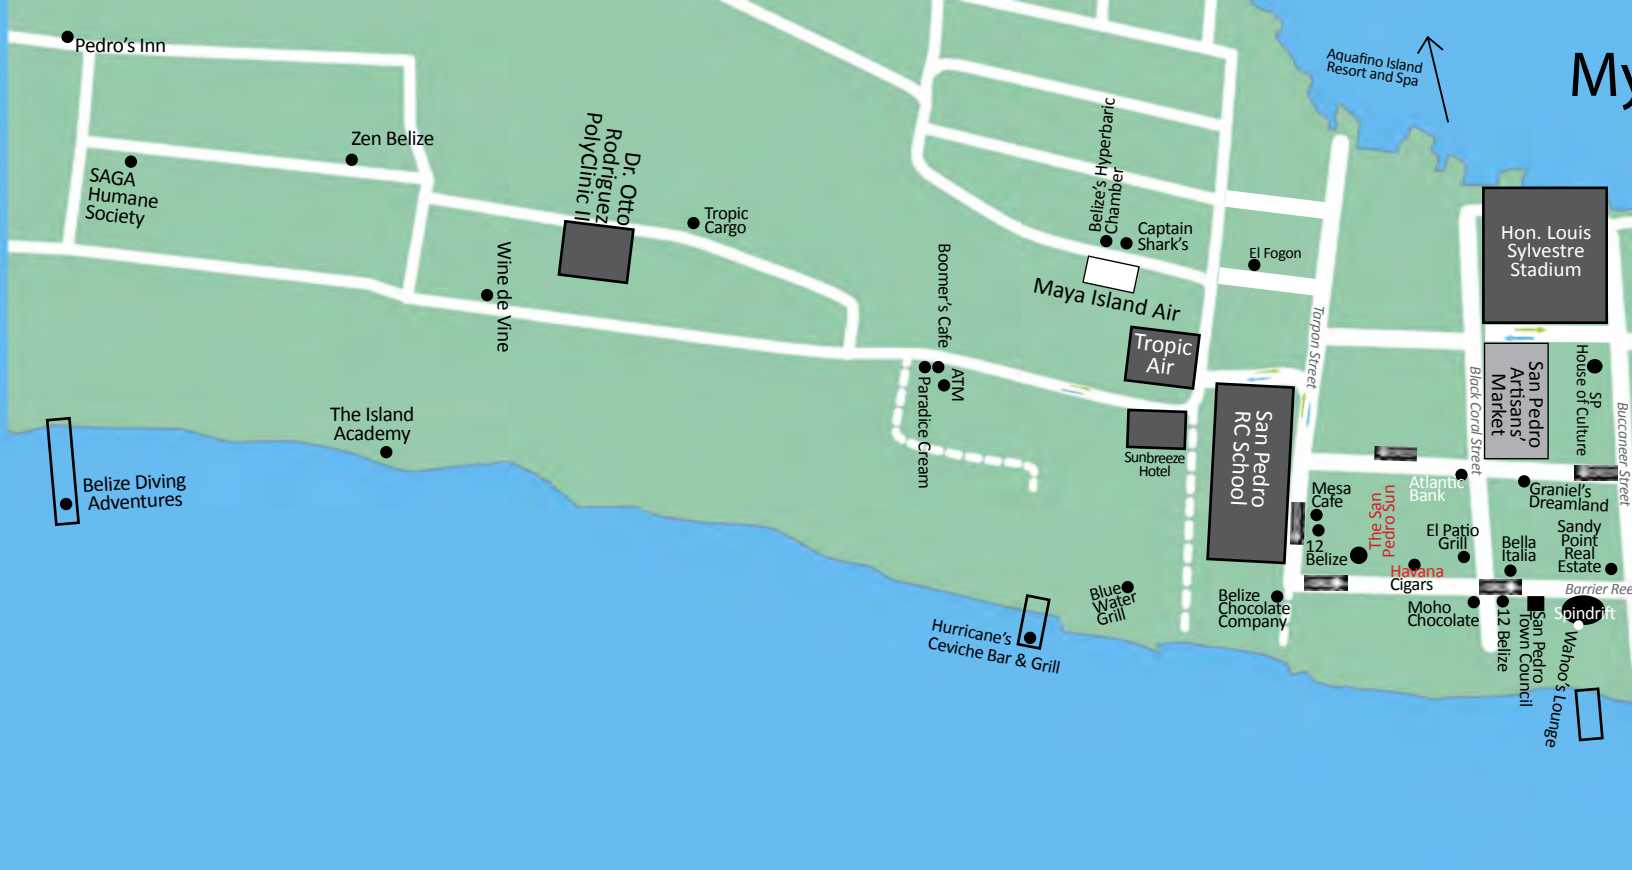 My
Aquafino Island
Resort and Spa
Pedro's Inn
Zen Belize
SAGA
Humane
Society
Dr. Otto
Rodriguez
PolyClinic II
Tropic
Cargo
Wine de Vine
Boomer's Cafe
ATM
Paradice Cream
Belize's Hyperbaric
Chamber
Captain
Shark's
Maya Island Air
El Fogon
Tropic
Air
Sunbreeze
Hotel
San Pedro
RC School
Tarpon Street
Hon. Louis
Sylvestre
Stadium
San Pedro
Artisans'
Market
SP
House of Culture
Black Coral Street
Buccaneer Street
The Island
Academy
Belize Diving
Adventures
Mesa
Cafe
12
Belize
The San
Pedro Sun
Atlantic
Bank
Graniel's
Dreamland
El Patio
Grill
Bella
Italia
Sandy
Point
Real
Estate
Havana
Cigars
Barrier Ree
Blue
Water
Grill
Belize
Chocolate
Company
Moho
Chocolate
12 Belize
San Pedro
Town Council
Spindrift
Wahoo's Lounge
Hurricane's
Ceviche Bar & Grill